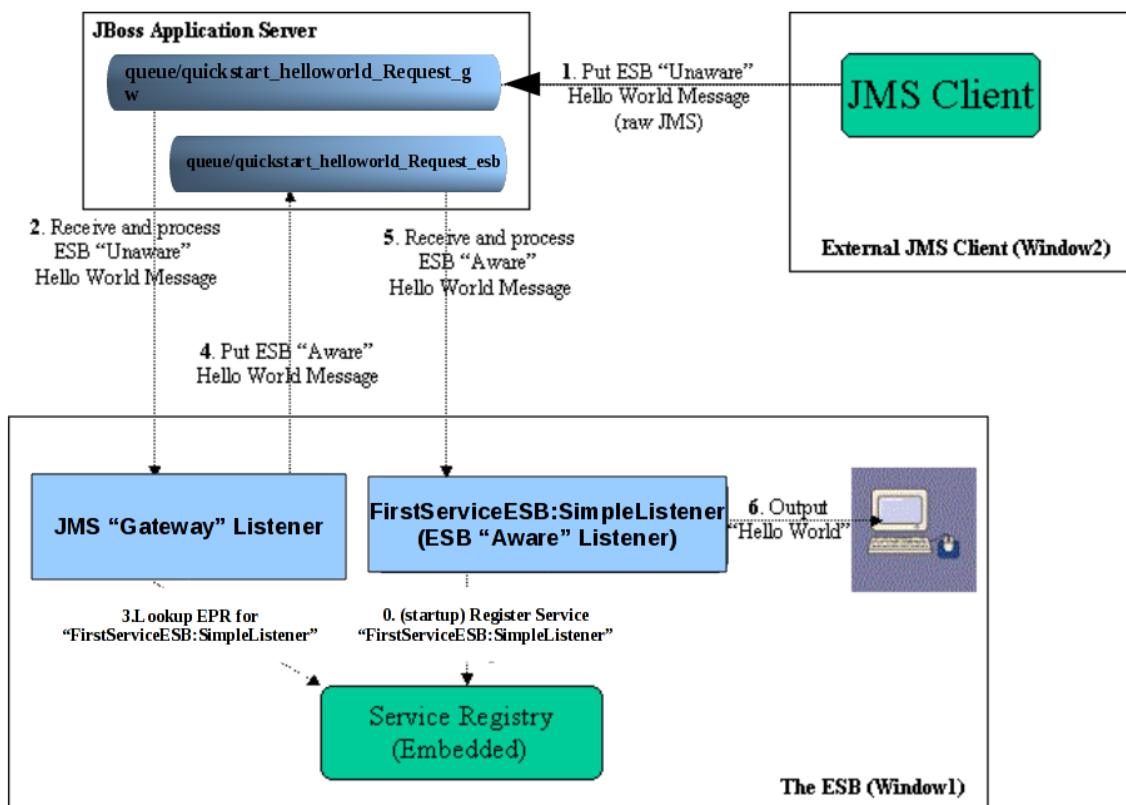 JBoss Application Server
queue/quickstart_helloworld_Request_g
w
queue/quickstart_helloworld_Request_esb
1. Put ESB “Unaware”
Hello World Message
(raw JMS)
JMS Client
External JMS Client (Window2)
2. Receive and process
ESB “Unaware”
Hello World Message
5. Receive and process
ESB “Aware”
Hello World Message
4. Put ESB “Aware”
Hello World Message
JMS “Gateway” Listener
FirstServiceESB:SimpleListener
(ESB “Aware” Listener)
6. Output
“Hello World”
3.Lookup EPR for
“FirstServiceESB:SimpleListener”
0. (startup) Register Service
“FirstServiceESB:SimpleListener”
Service Registry
(Embedded)
The ESB (Window1)